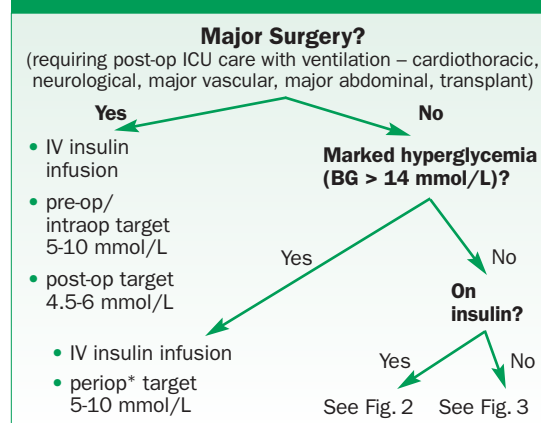 Major Surgery?
(requiring post-op ICU care with ventilation – cardiothoracic,
neurological, major vascular, major abdominal, transplant)
Yes
No
• IV insulin
infusion
• pre-op/
intraop target
5-10 mmol/L
• post-op target
4.5-6 mmol/L
Marked hyperglycemia
(BG > 14 mmol/L)?
Yes
No
• IV insulin infusion
• periop* target
5-10 mmol/L
On
insulin?
Yes
No
See Fig. 2
See Fig. 3